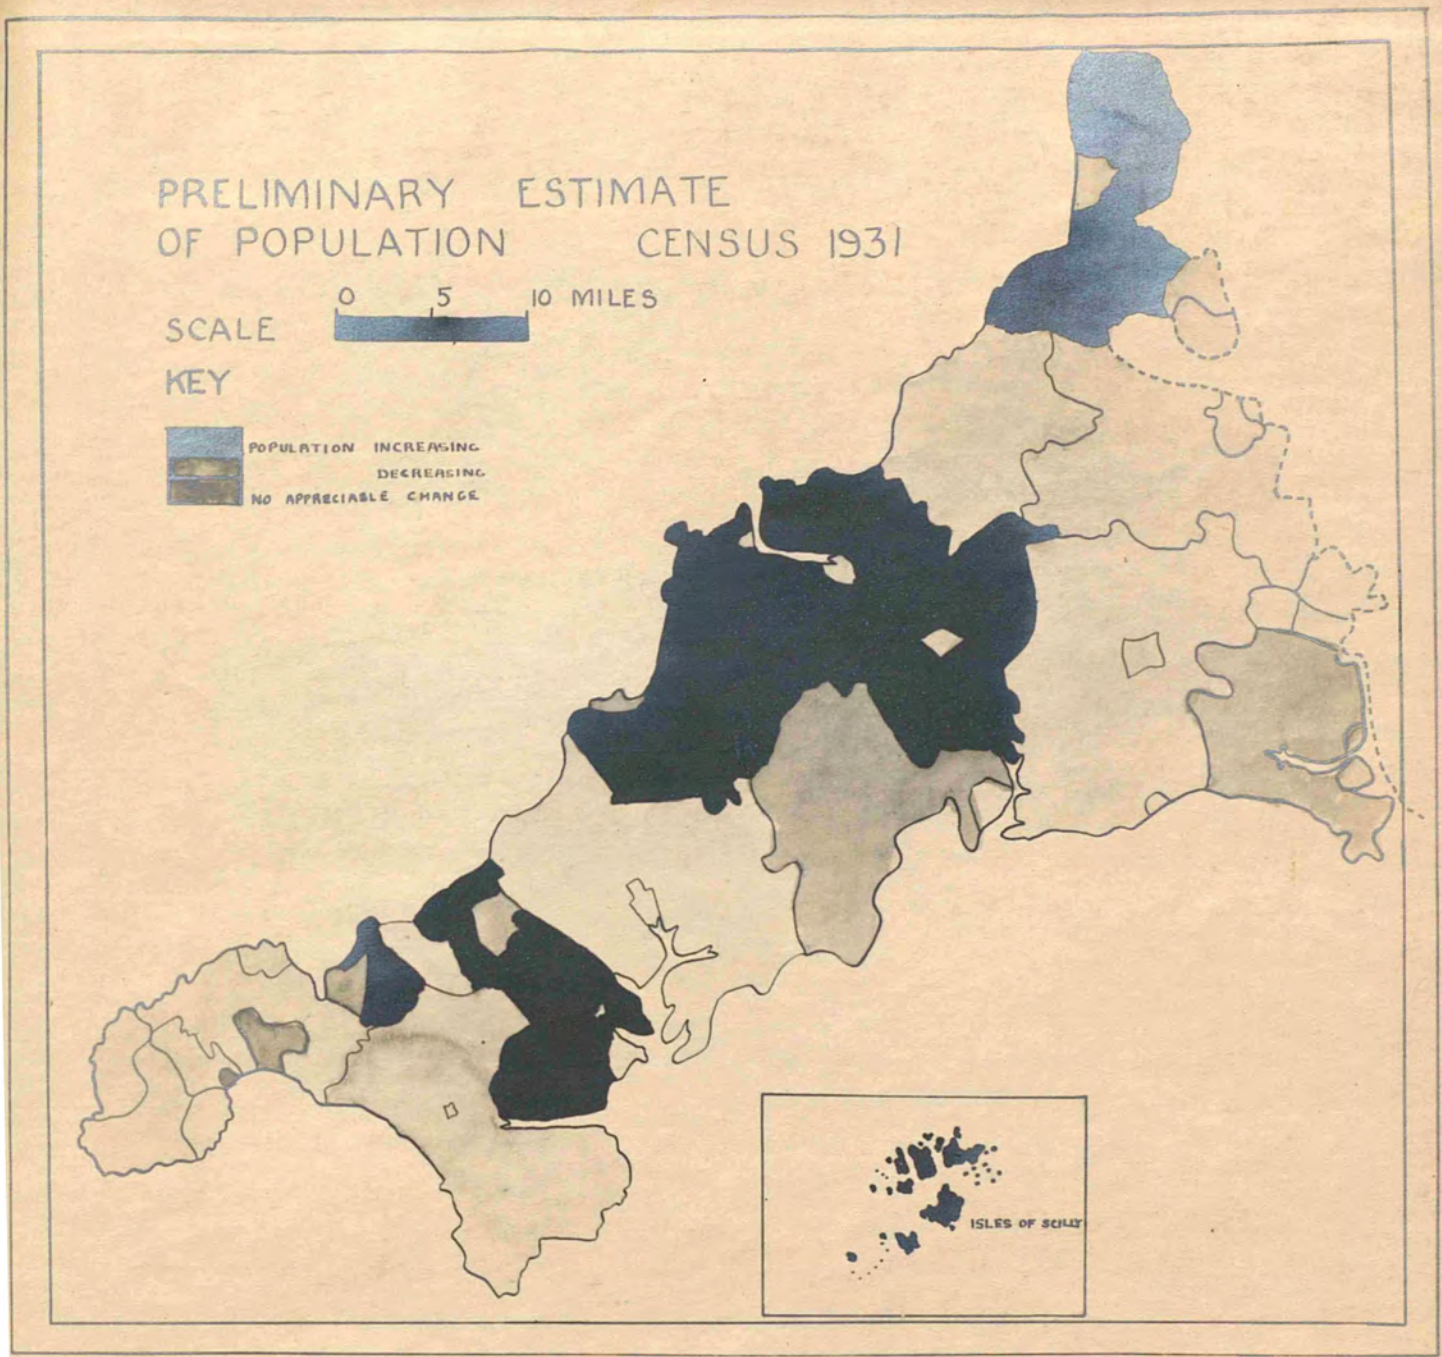 PRELIMINARY ESTIMATE
OF POPULATION CENSUS 1931
0 5 10 MILES
SCALE
KEY
POPULATION INCREASING
DECREASING
NO APPRECIABLE CHANGE
ISLES OF SCILLY